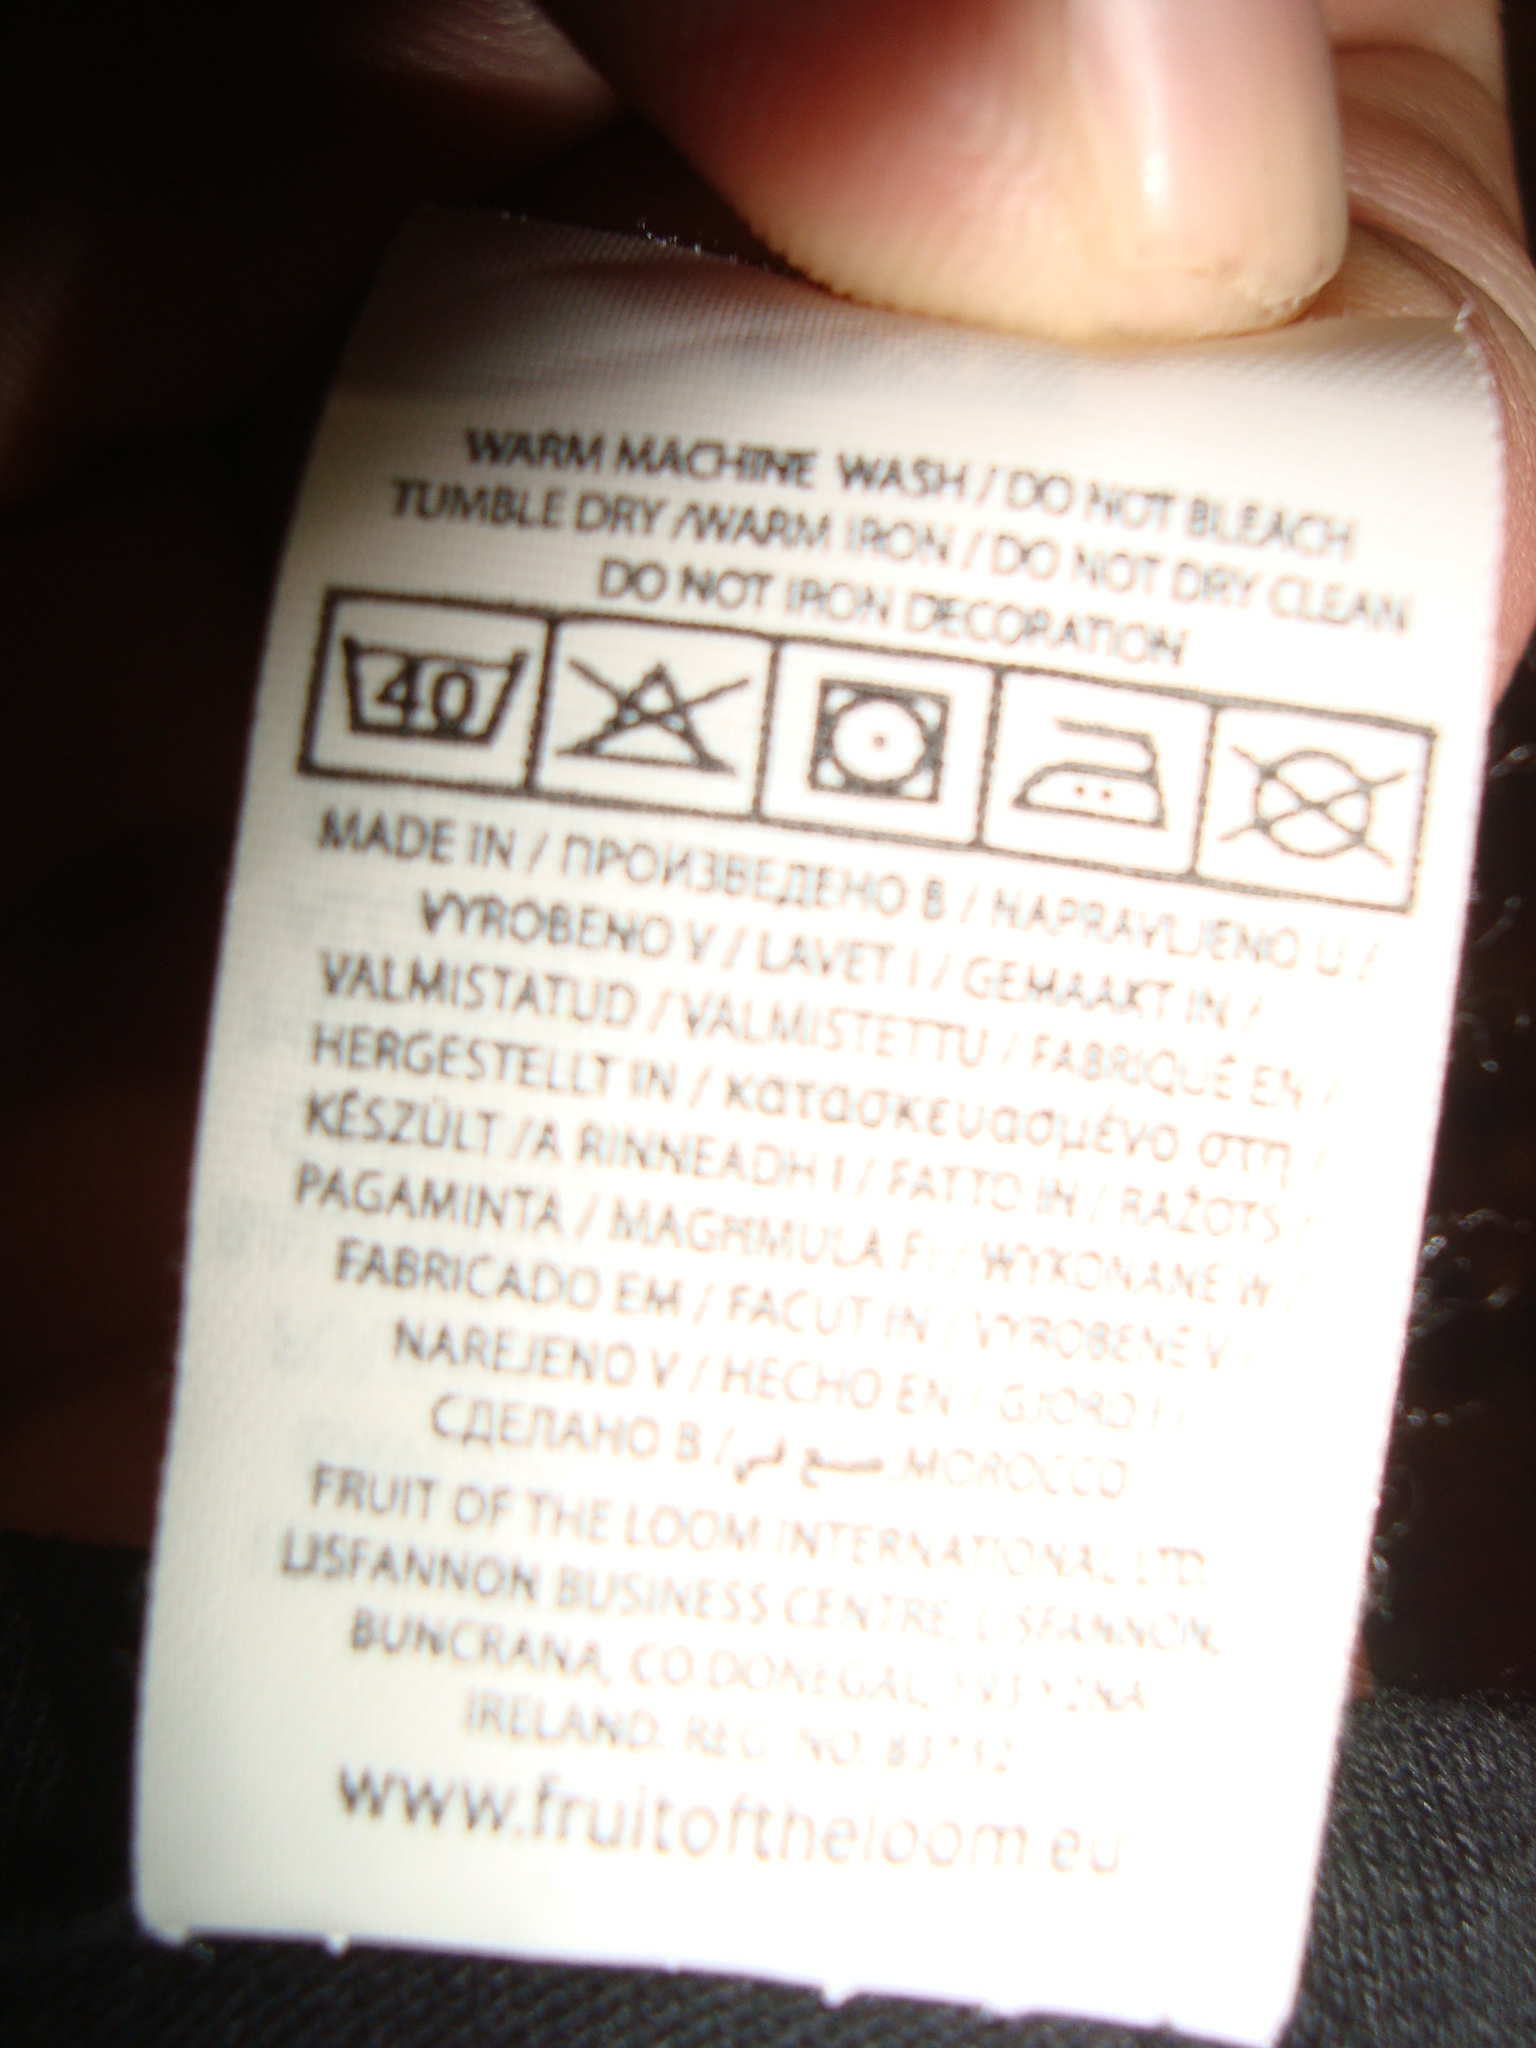 WARM MACHINE WASH / DO NOT BLEACH
TUMBLE DRY /WARM IRON / DO NOT DRY CLEAN
DO NOT IRON DECORATION
40
MADE IN / ПРОИЗВЕДЕНО В / NAPRAVLJENO U /
VYROBENO V / LAVET I / GEMAAKT IN /
VALMISTATUD / VALMISTETTU / FABRIQUÉ EN /
HERGESTELLT IN / κατασκευασμένο στη /
KÉSZÜLT /A RINNEADH I / FATTO IN / RAŽOTS /
PAGAMINTA / MAGHMULA FI / WYKONANE W /
FABRICADO EM / FACUT IN / VYROBENÉ V /
NAREJENO V / HECHO EN / GJORD I /
СДЕЛАНО В / صنع في MOROCCO
FRUIT OF THE LOOM INTERNATIONAL LTD.
LISFANNON BUSINESS CENTRE, LISFANNON,
BUNCRANA, CO.DONEGAL,
IRELAND. REG. NO.
www.fruitoftheloom.eu